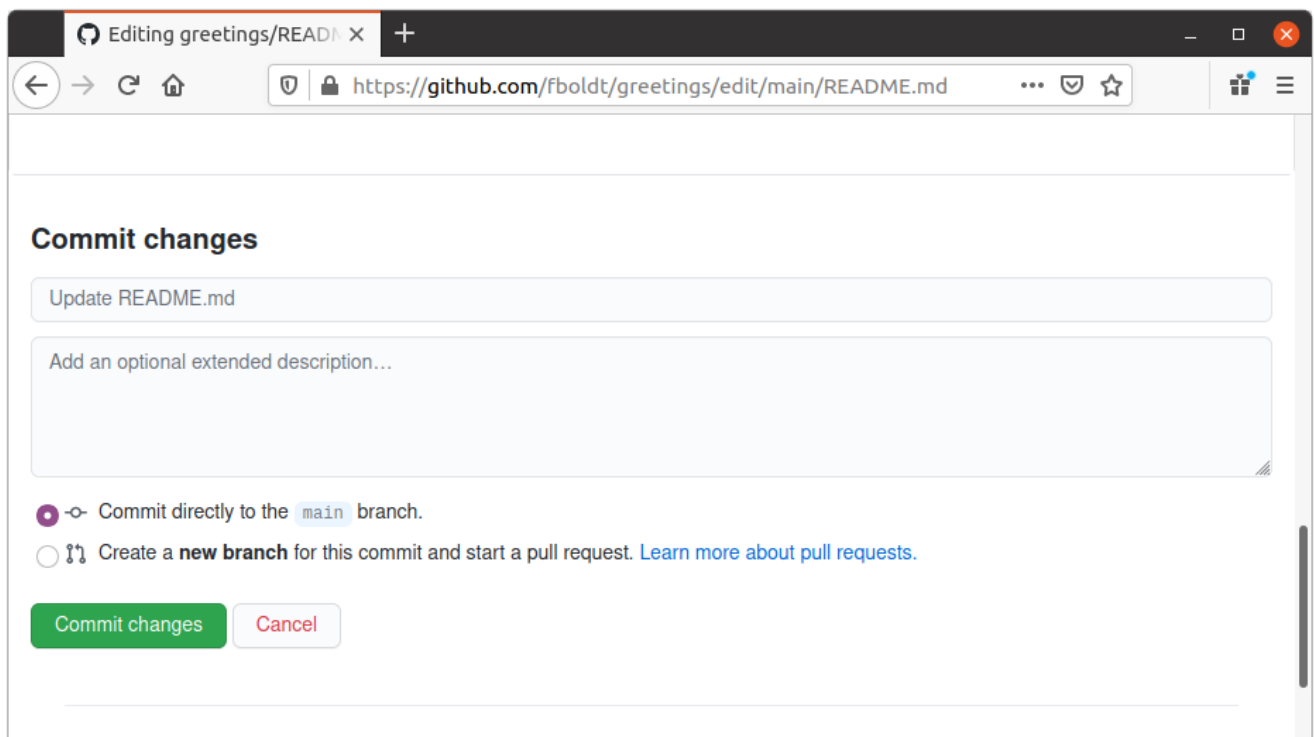 Editing greetings/READM
https://github.com/fboldt/greetings/edit/main/README.md
Commit changes
Update README.md
Add an optional extended description…
Commit directly to the main branch.
Create a new branch for this commit and start a pull request. Learn more about pull requests.
Commit changes Cancel